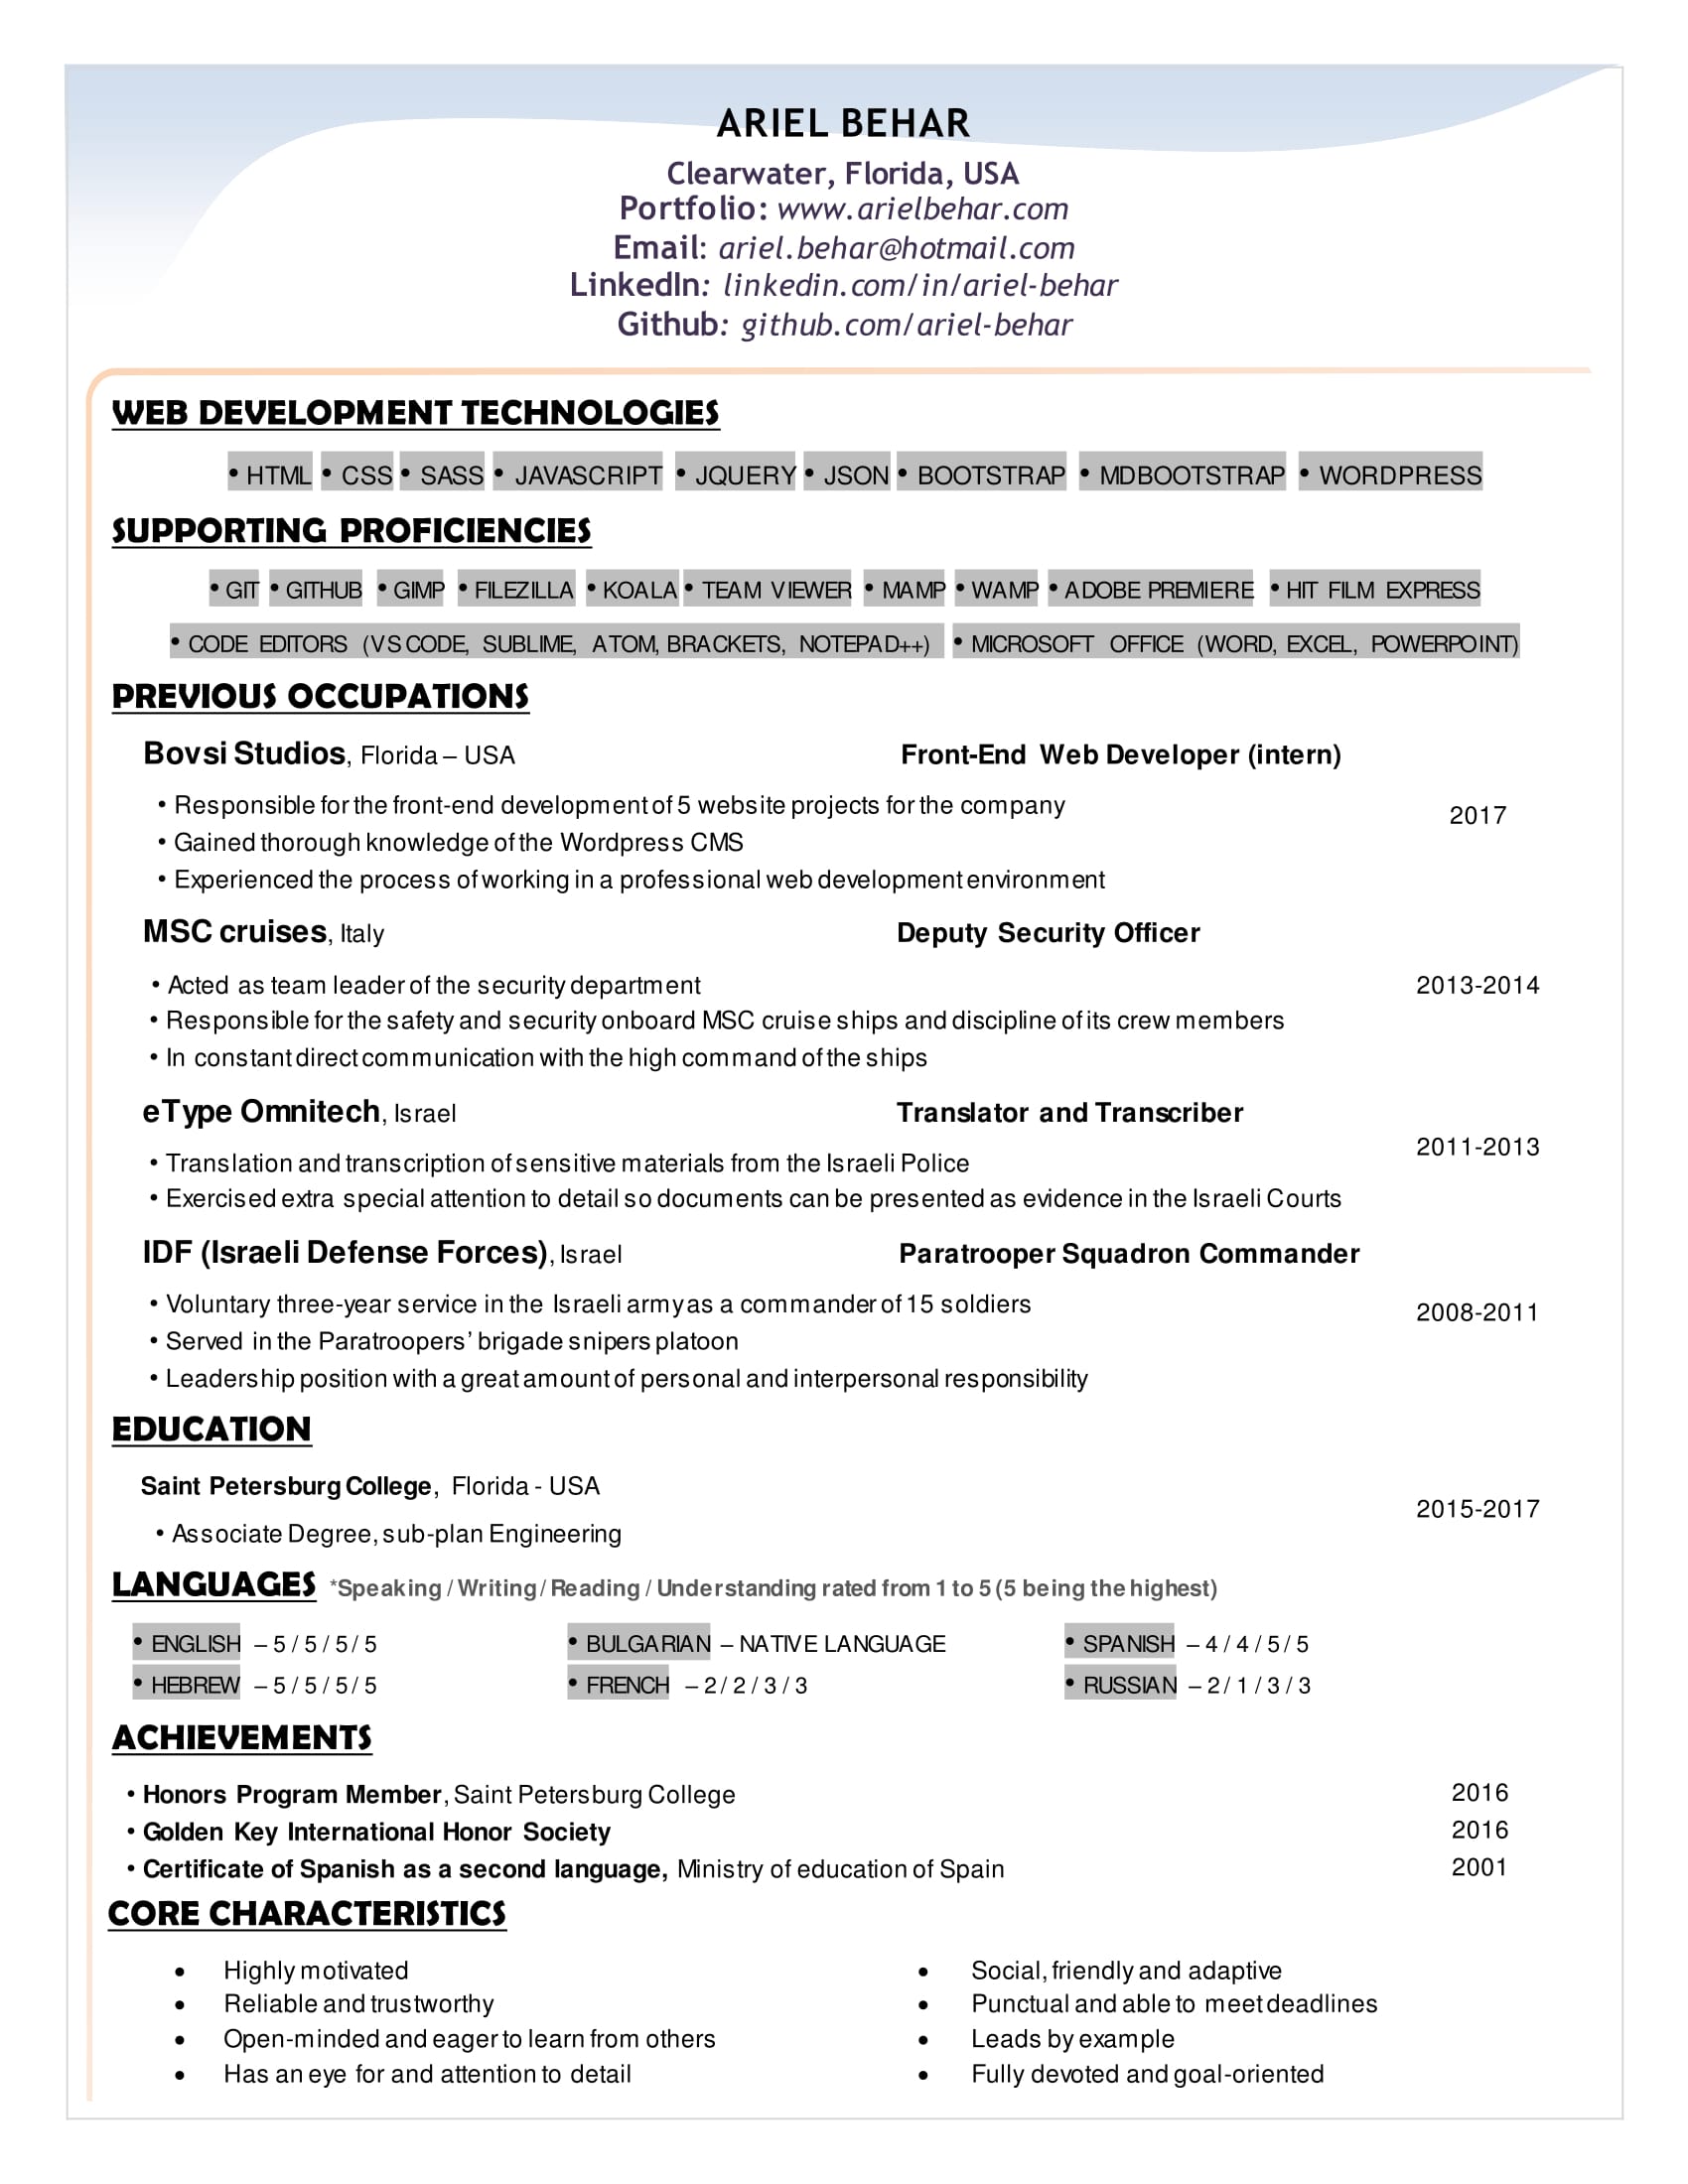 ARIEL BEHAR
Clearwater, Florida, USA
Portfolio: www.arielbehar.com
Email: ariel.behar@hotmail.com
LinkedIn: linkedin.com/in/ariel-behar
Github: github.com/ariel-behar
WEB DEVELOPMENT TECHNOLOGIES
• HTML • CSS • SASS • JAVASCRIPT • JQUERY • JSON • BOOTSTRAP • MDBOOTSTRAP • WORDPRESS
SUPPORTING PROFICIENCIES
• GIT • GITHUB • GIMP • FILEZILLA • KOALA • TEAM VIEWER • MAMP • WAMP • ADOBE PREMIERE • HIT FILM EXPRESS
• CODE EDITORS (VS CODE, SUBLIME, ATOM, BRACKETS, NOTEPAD++) • MICROSOFT OFFICE (WORD, EXCEL, POWERPOINT)
PREVIOUS OCCUPATIONS
Bovsi Studios, Florida – USA Front-End Web Developer (intern)
• Responsible for the front-end development of 5 website projects for the company
2017
• Gained thorough knowledge of the Wordpress CMS
• Experienced the process of working in a professional web development environment
MSC cruises, Italy Deputy Security Officer
• Acted as team leader of the security department 2013-2014
• Responsible for the safety and security onboard MSC cruise ships and discipline of its crew members
• In constant direct communication with the high command of the ships
eType Omnitech, Israel Translator and Transcriber
2011-2013
• Translation and transcription of sensitive materials from the Israeli Police
• Exercised extra special attention to detail so documents can be presented as evidence in the Israeli Courts
IDF (Israeli Defense Forces), Israel Paratrooper Squadron Commander
• Voluntary three-year service in the Israeli army as a commander of 15 soldiers
2008-2011
• Served in the Paratroopers’ brigade snipers platoon
• Leadership position with a great amount of personal and interpersonal responsibility
EDUCATION
Saint Petersburg College, Florida - USA
2015-2017
• Associate Degree, sub-plan Engineering
LANGUAGES *Speaking / Writing / Reading / Understanding rated from 1 to 5 (5 being the highest)
• ENGLISH – 5 / 5 / 5 / 5 • BULGARIAN – NATIVE LANGUAGE • SPANISH – 4 / 4 / 5 / 5
• HEBREW – 5 / 5 / 5 / 5 • FRENCH – 2 / 2 / 3 / 3 • RUSSIAN – 2 / 1 / 3 / 3
ACHIEVEMENTS
• Honors Program Member, Saint Petersburg College 2016
• Golden Key International Honor Society 2016
• Certificate of Spanish as a second language, Ministry of education of Spain 2001
CORE CHARACTERISTICS
• Highly motivated • Social, friendly and adaptive
• Reliable and trustworthy • Punctual and able to meet deadlines
• Open-minded and eager to learn from others • Leads by example
• Has an eye for and attention to detail • Fully devoted and goal-oriented